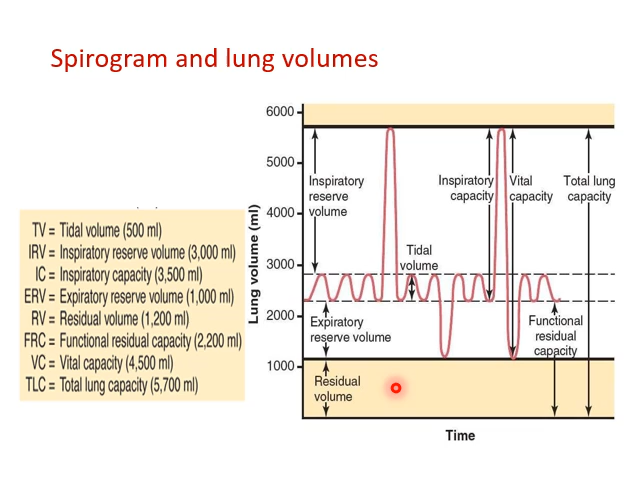 Spirogram and lung volumes
TV = Tidal volume (500 ml)
IRV = Inspiratory reserve volume (3,000 ml)
IC = Inspiratory capacity (3,500 ml)
ERV = Expiratory reserve volume (1,000 ml)
RV = Residual volume (1,200 ml)
FRC = Functional residual capacity (2,200 ml)
VC = Vital capacity (4,500 ml)
TLC = Total lung capacity (5,700 ml)
Lung volume (ml)
6000
5000
4000
3000
2000
1000
Inspiratory
reserve
volume
Tidal
volume
Inspiratory
capacity
Vital
capacity
Total lung
capacity
Expiratory
reserve volume
Functional
residual
capacity
Residual
volume
Time